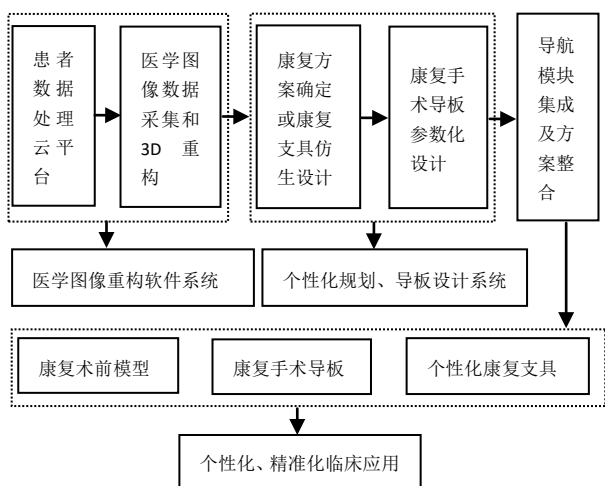 患者
数据
处理
云平
台
医学图
像数据
采集和
3D 重
构
康复方
案确定
或康复
支具仿
生设计
康复手
术导板
参数化
设计
导航
模块
集成
及方
案整
合
医学图像重构软件系统
个性化规划、导板设计系统
康复术前模型
康复手术导板
个性化康复支具
个性化、精准化临床应用